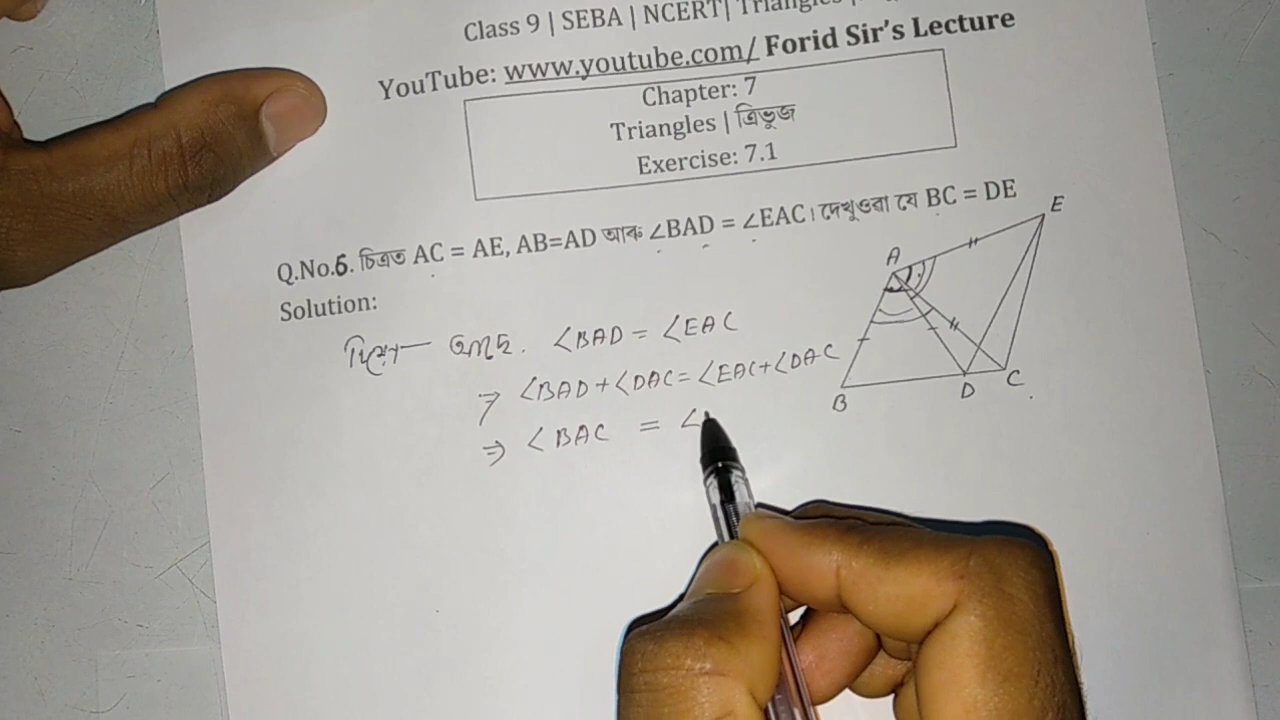 Class 9 | SEBA | NCERT| Triangles |
YouTube: www.youtube.com/ Forid Sir's Lecture
Chapter: 7
Triangles | ত্রিভূজ
Exercise: 7.1
Q.No.6. চিত্ৰত AC = AE, AB=AD আৰু ∠BAD = ∠EAC। দেখুওৱা যে BC = DE
Solution:
∠BAD = ∠EAC
⇒ ∠BAD + ∠DAC = ∠EAC + ∠DAC
⇒ ∠BAC = ∠
E
A
B
D
C